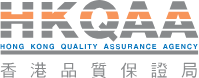 HKQAA
HONG KONG QUALITY ASSURANCE AGENCY
香港品質保證局